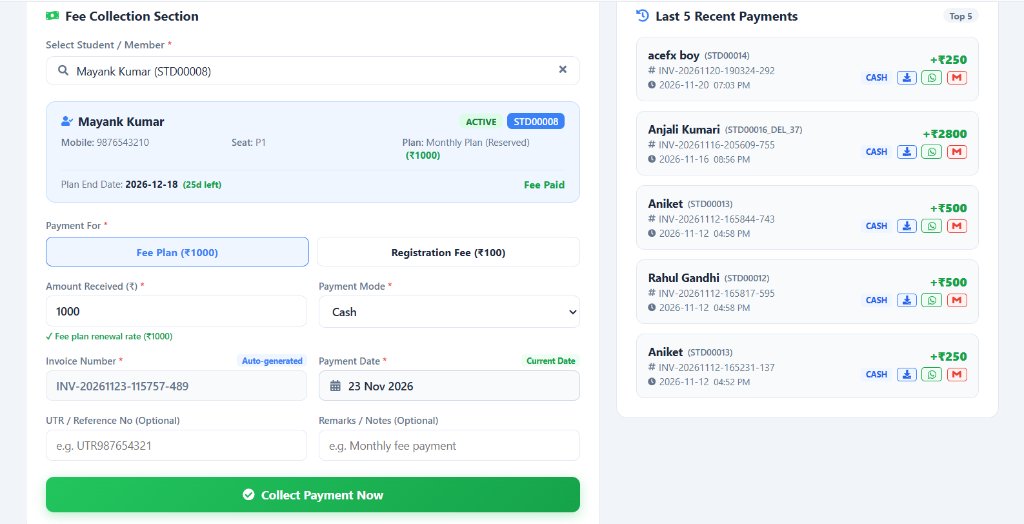 Fee Collection Section
Select Student / Member *
Mayank Kumar (STD00008)
Mayank Kumar ACTIVE STD00008
Mobile: 9876543210 Seat: P1 Plan: Monthly Plan (Reserved)
(₹1000)
Plan End Date: 2026-12-18 (25d left) Fee Paid
Payment For *
Fee Plan (₹1000) Registration Fee (₹100)
Amount Received (₹) * Payment Mode *
1000 Cash
✓ Fee plan renewal rate (₹1000)
Invoice Number * Auto-generated Payment Date * Current Date
INV-20261123-115757-489 23 Nov 2026
UTR / Reference No (Optional) Remarks / Notes (Optional)
e.g. UTR987654321 e.g. Monthly fee payment
Collect Payment Now
Last 5 Recent Payments Top 5
acefx boy (STD00014) +₹250
# INV-20261120-190324-292 CASH
2026-11-20 07:03 PM
Anjali Kumari (STD00016_DEL_37) +₹2800
# INV-20261116-205609-755 CASH
2026-11-16 08:56 PM
Aniket (STD00013) +₹500
# INV-20261112-165844-743 CASH
2026-11-12 04:58 PM
Rahul Gandhi (STD00012) +₹500
# INV-20261112-165817-595 CASH
2026-11-12 04:58 PM
Aniket (STD00013) +₹250
# INV-20261112-165231-137 CASH
2026-11-12 04:52 PM